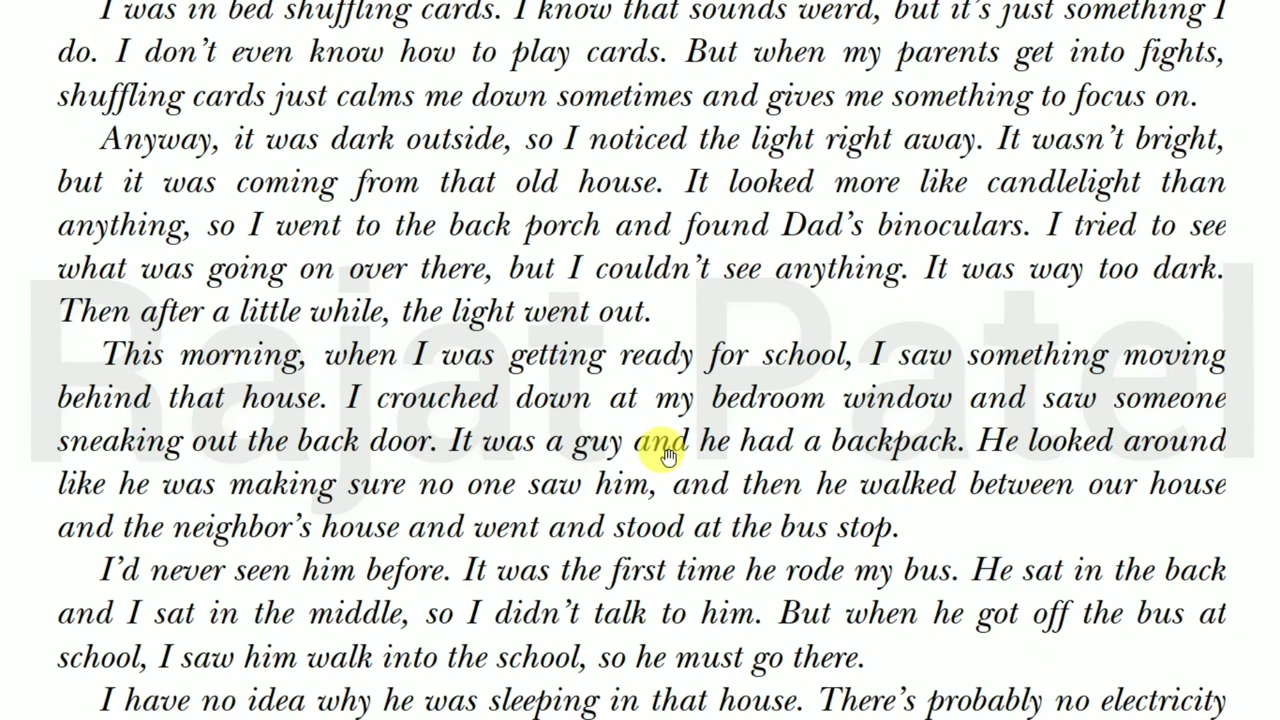 I was in bed shuffling cards. I know that sounds weird, but it's just something I
do. I don't even know how to play cards. But when my parents get into fights,
shuffling cards just calms me down sometimes and gives me something to focus on.
Anyway, it was dark outside, so I noticed the light right away. It wasn't bright,
but it was coming from that old house. It looked more like candlelight than
anything, so I went to the back porch and found Dad's binoculars. I tried to see
what was going on over there, but I couldn't see anything. It was way too dark.
Then after a little while, the light went out.
Rajat Patel
This morning, when I was getting ready for school, I saw something moving
behind that house. I crouched down at my bedroom window and saw someone
sneaking out the back door. It was a guy and he had a backpack. He looked around
like he was making sure no one saw him, and then he walked between our house
and the neighbor's house and went and stood at the bus stop.
I'd never seen him before. It was the first time he rode my bus. He sat in the back
and I sat in the middle, so I didn't talk to him. But when he got off the bus at
school, I saw him walk into the school, so he must go there.
I have no idea why he was sleeping in that house. There's probably no electricity